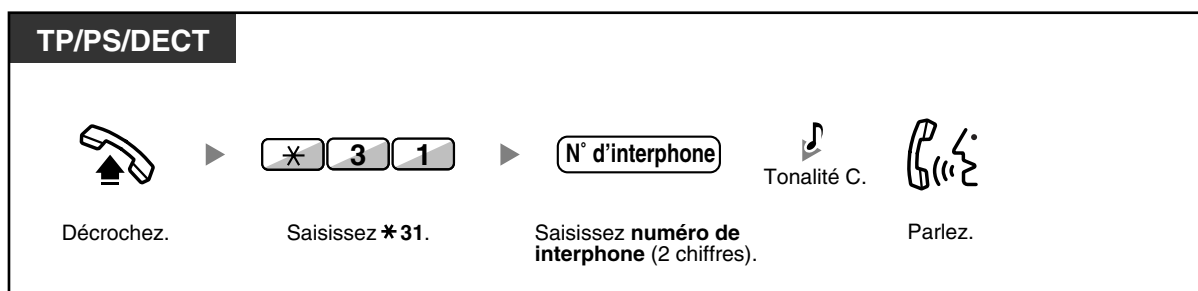 TP/PS/DECT
* 3 1
N° d'interphone
Tonalité C.
Décrochez.
Saisissez * 31.
Saisissez numéro de
interphone (2 chiffres).
Parlez.